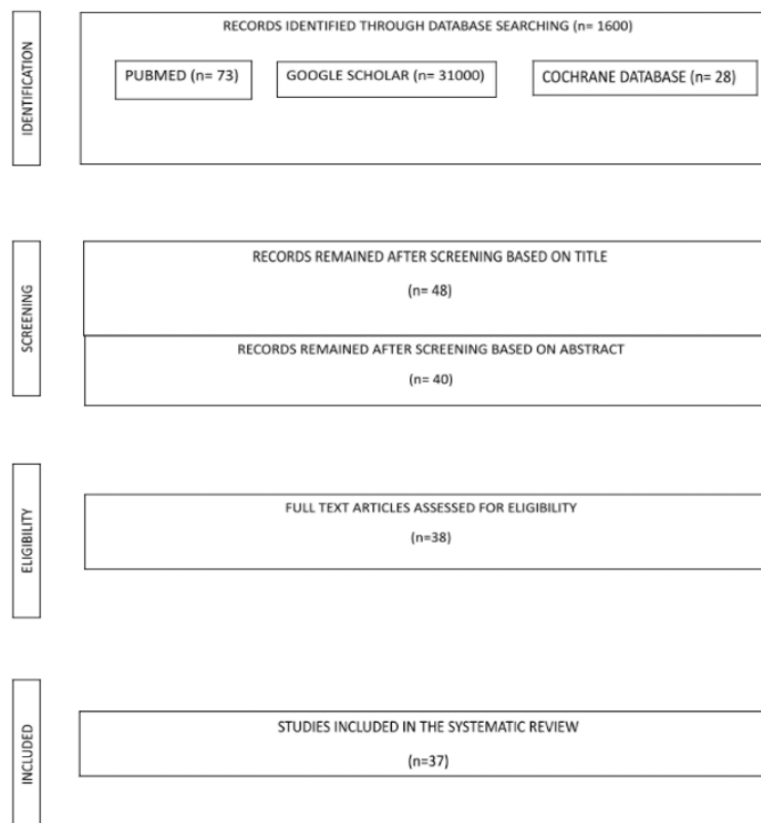 IDENTIFICATION
RECORDS IDENTIFIED THROUGH DATABASE SEARCHING (n= 1600)
PUBMED (n= 73)
GOOGLE SCHOLAR (n= 31000)
COCHRANE DATABASE (n= 28)
SCREENING
RECORDS REMAINED AFTER SCREENING BASED ON TITLE
(n= 48)
RECORDS REMAINED AFTER SCREENING BASED ON ABSTRACT
(n= 40)
ELIGIBILITY
FULL TEXT ARTICLES ASSESSED FOR ELIGIBILITY
(n=38)
INCLUDED
STUDIES INCLUDED IN THE SYSTEMATIC REVIEW
(n=37)